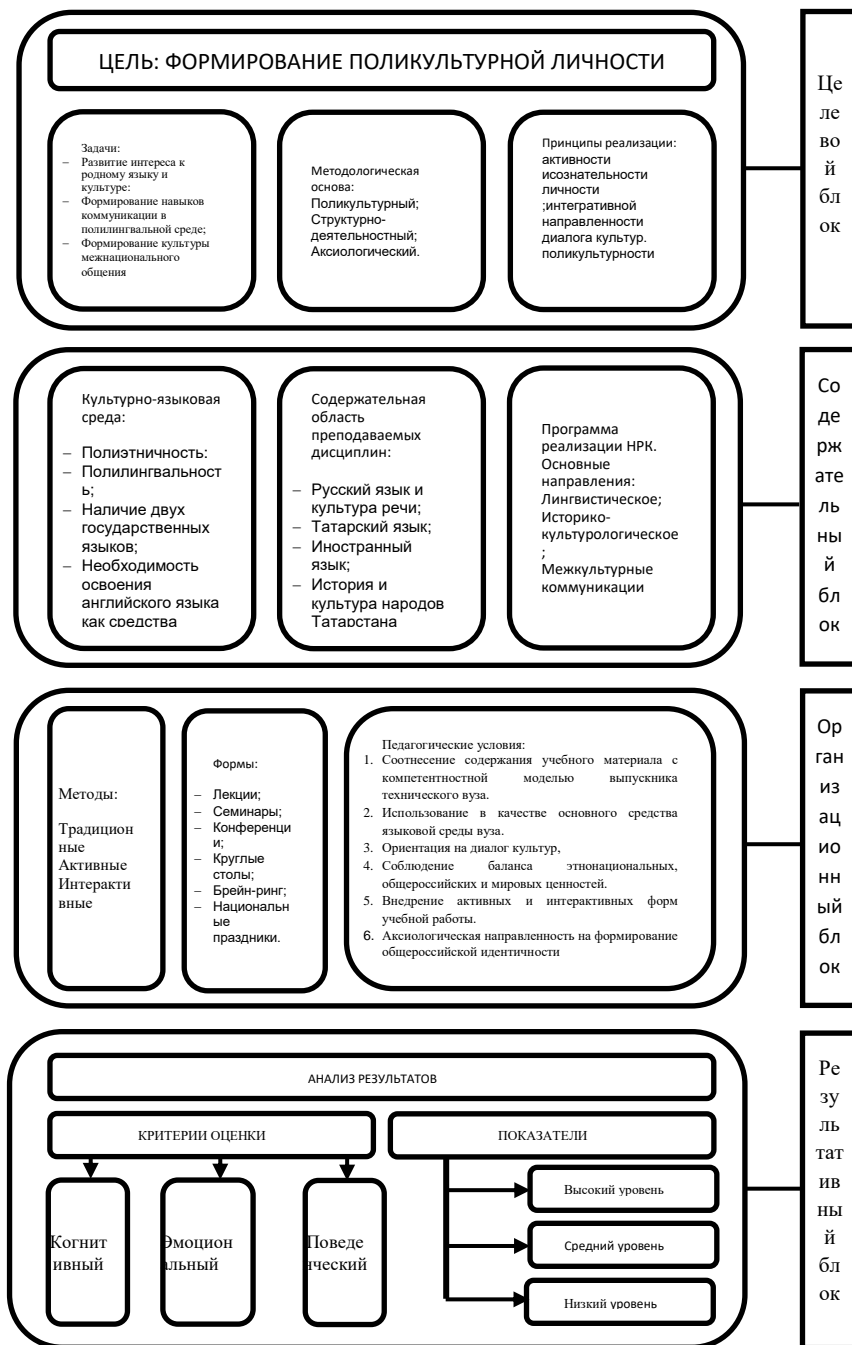 ЦЕЛЬ: ФОРМИРОВАНИЕ ПОЛИКУЛЬТУРНОЙ ЛИЧНОСТИ
Задачи:
– Развитие интереса к
родному языку и
культуре:
– Формирование навыков
коммуникации в
полилингвальной среде;
– Формирование культуры
межнационального
общения
Методологическая
основа:
Поликультурный;
Структурно-
деятельностный;
Аксиологический.
Принципы реализации:
активности
исознательности
личности
;интегративной
направленности
диалога культур.
поликультурности
Це
ле
во
й
бл
ок
Культурно-языковая
среда:
– Полиэтничность:
– Полилингвальност
ь;
– Наличие двух
государственных
языков;
– Необходимость
освоения
английского языка
как средства
Содержательная
область
преподаваемых
дисциплин:
– Русский язык и
культура речи;
– Татарский язык;
– Иностранный
язык;
– История и
культура народов
Татарстана
Программа
реализации НРК.
Основные
направления:
Лингвистическое;
Историко-
культурологическое
;
Межкультурные
коммуникации
Со
де
рж
ате
ль
ны
й
бл
ок
Методы:
Традицион
ные
Активные
Интеракти
вные
Формы:
– Лекции;
– Семинары;
– Конференци
и;
– Круглые
столы;
– Брейн-ринг;
– Национальн
ые
праздники.
Педагогические условия:
1. Соотнесение содержания учебного материала с
компетентностной моделью выпускника
технического вуза.
2. Использование в качестве основного средства
языковой среды вуза.
3. Ориентация на диалог культур,
4. Соблюдение баланса этнонациональных,
общероссийских и мировых ценностей.
5. Внедрение активных и интерактивных форм
учебной работы.
6. Аксиологическая направленность на формирование
общероссийской идентичности
Ор
ган
из
ац
ио
нн
ый
бл
ок
АНАЛИЗ РЕЗУЛЬТАТОВ
КРИТЕРИИ ОЦЕНКИ
ПОКАЗАТЕЛИ
Когнит
ивный
Эмоцион
альный
Поведе
нческий
Высокий уровень
Средний уровень
Низкий уровень
Ре
зу
ль
тат
ив
ны
й
бл
ок